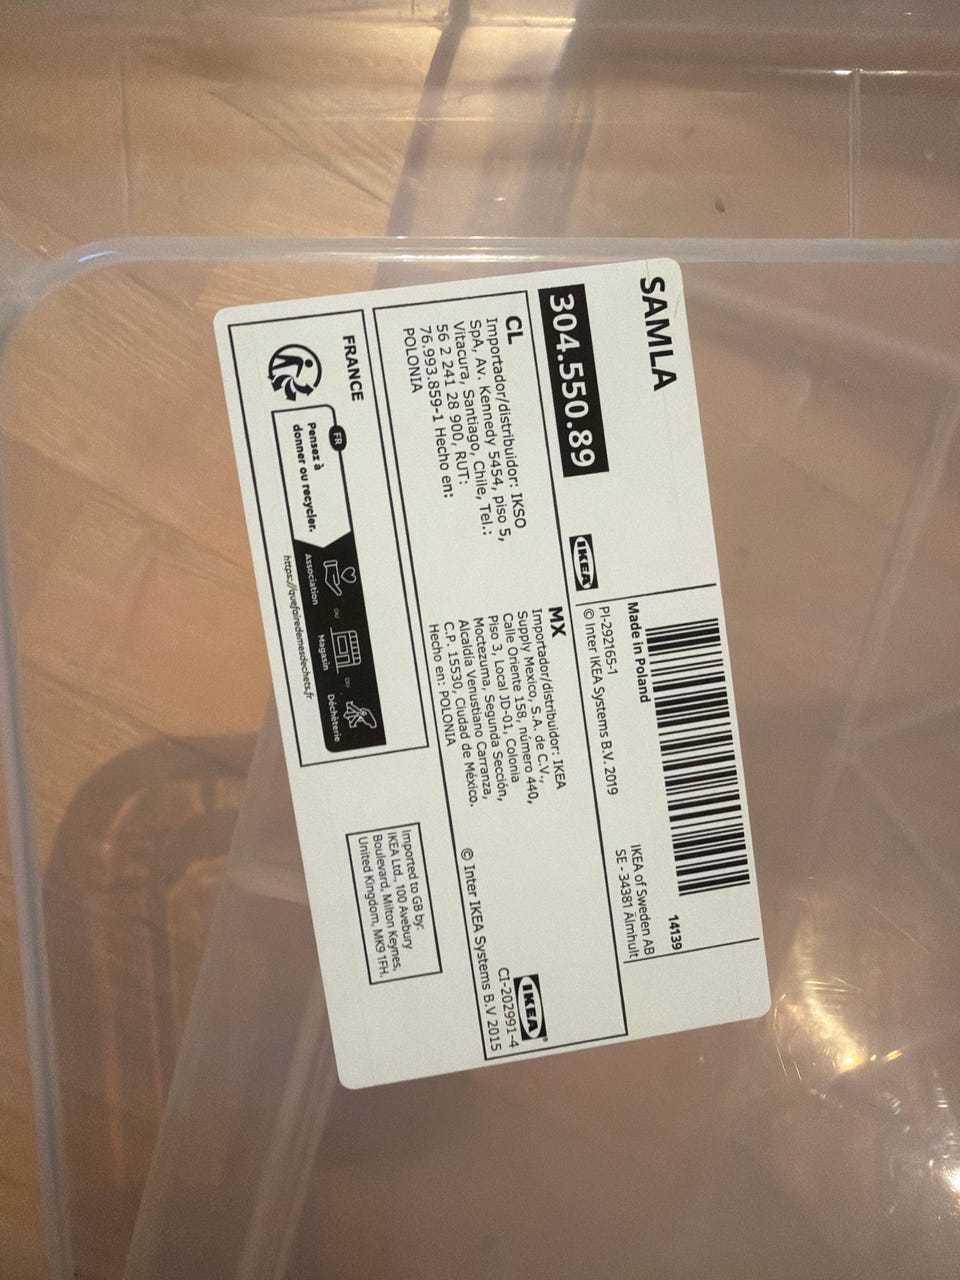 SAMLA
304.550.89
IKEA
14139
Made in Poland
PI-292165-1
© Inter IKEA Systems B.V. 2019
IKEA of Sweden AB
SE - 34381 Älmhult
CL
Importador/distribuidor: IKSO
SpA, Av. Kennedy 5454, piso 5,
Vitacura, Santiago, Chile, Tel.:
56 2 241 28 900, RUT:
76.993.859-1 Hecho en:
POLONIA
MX
Importador/distribuidor: IKEA
Supply Mexico, S.A. de C.V.,
Calle Oriente 158, número 440,
Piso 3, Local JD-01, Colonia
Moctezuma, Segunda Sección,
Alcaldía Venustiano Carranza,
C.P. 15530, Ciudad de México.
Hecho en: POLONIA
IKEA®
CI-202991-4
© Inter IKEA Systems B.V 2015
FRANCE
FR
Pensez à
donner ou recycler.
Association
OU
Magasin
OU
Déchèterie
https://quefairedemesdechets.fr
Imported to GB by:
IKEA Ltd., 100 Avebury
Boulevard, Milton Keynes,
United Kingdom, MK9 1FH.